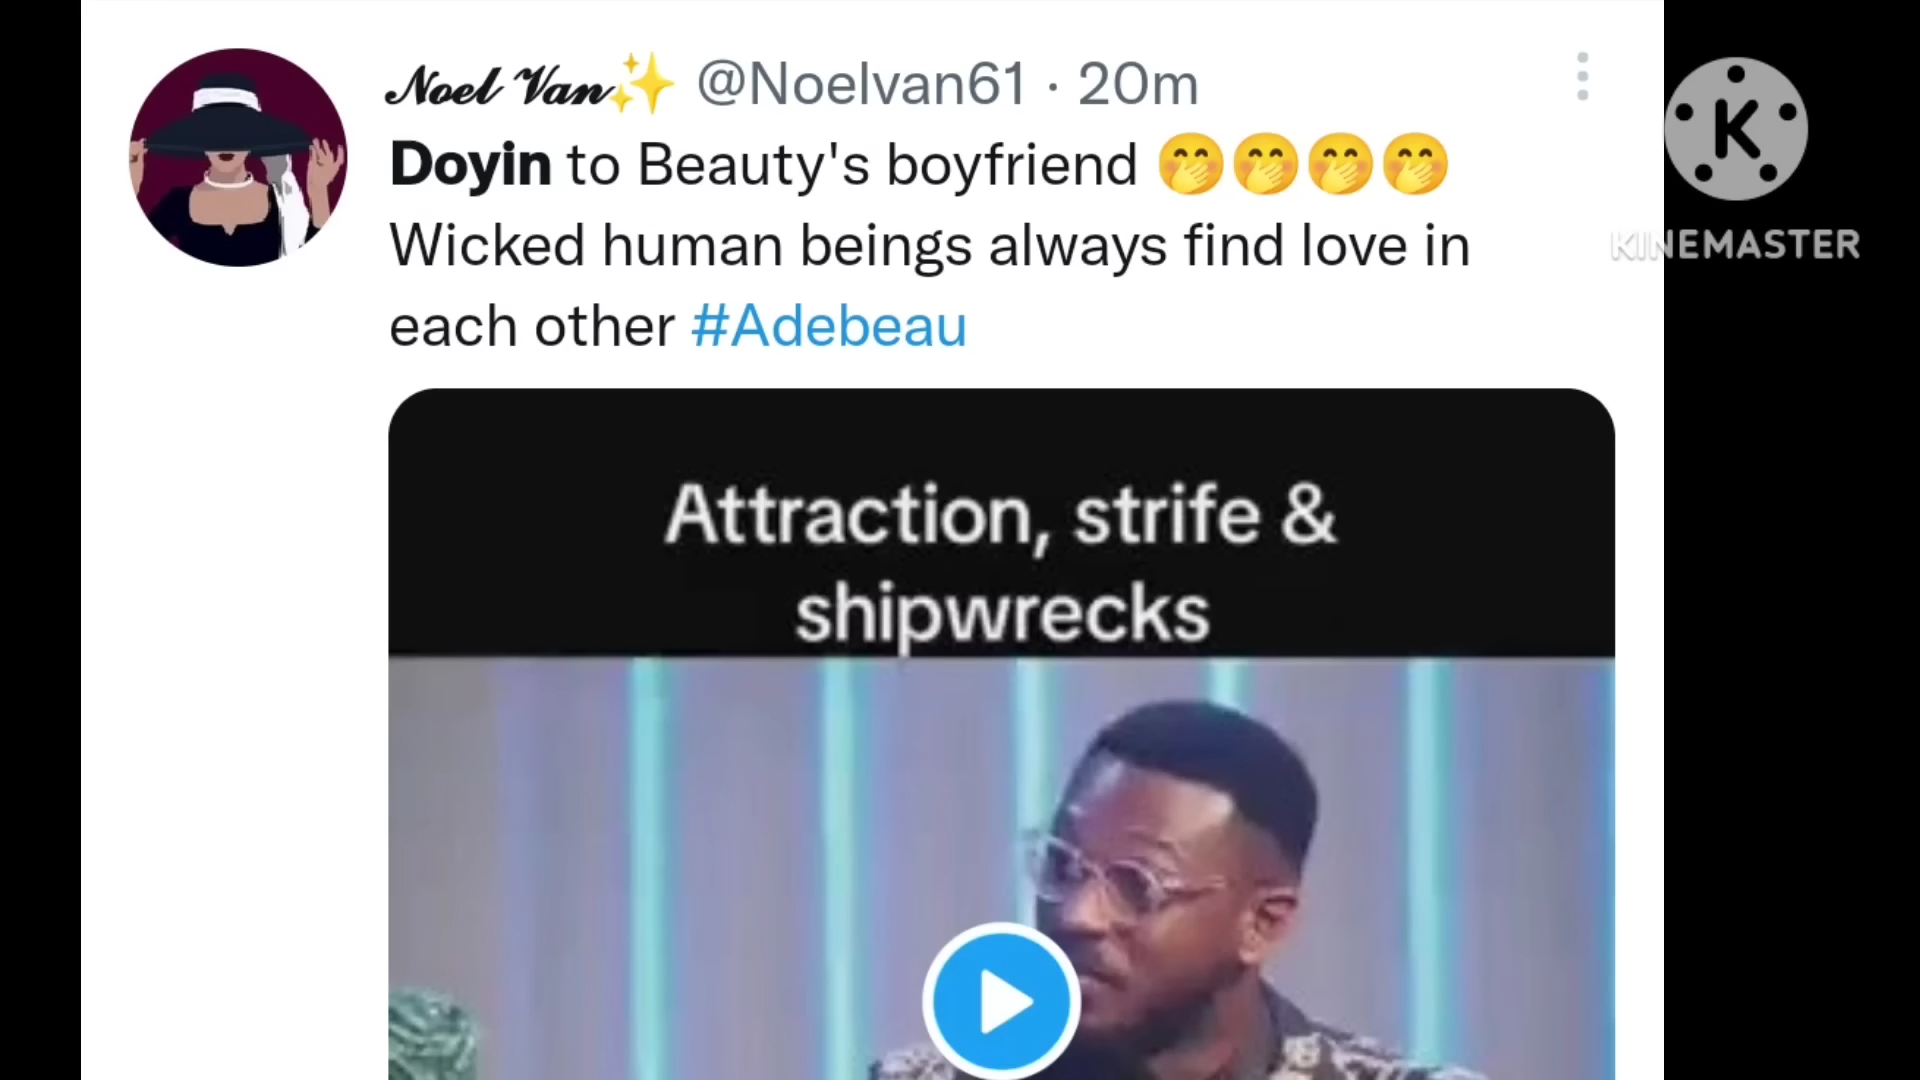 Noel Van✨ @Noelvan61 · 20m
Doyin to Beauty's boyfriend 🤭🤭🤭🤭
Wicked human beings always find love in
each other #Adebeau
Attraction, strife &
shipwrecks
K
KINEMASTER